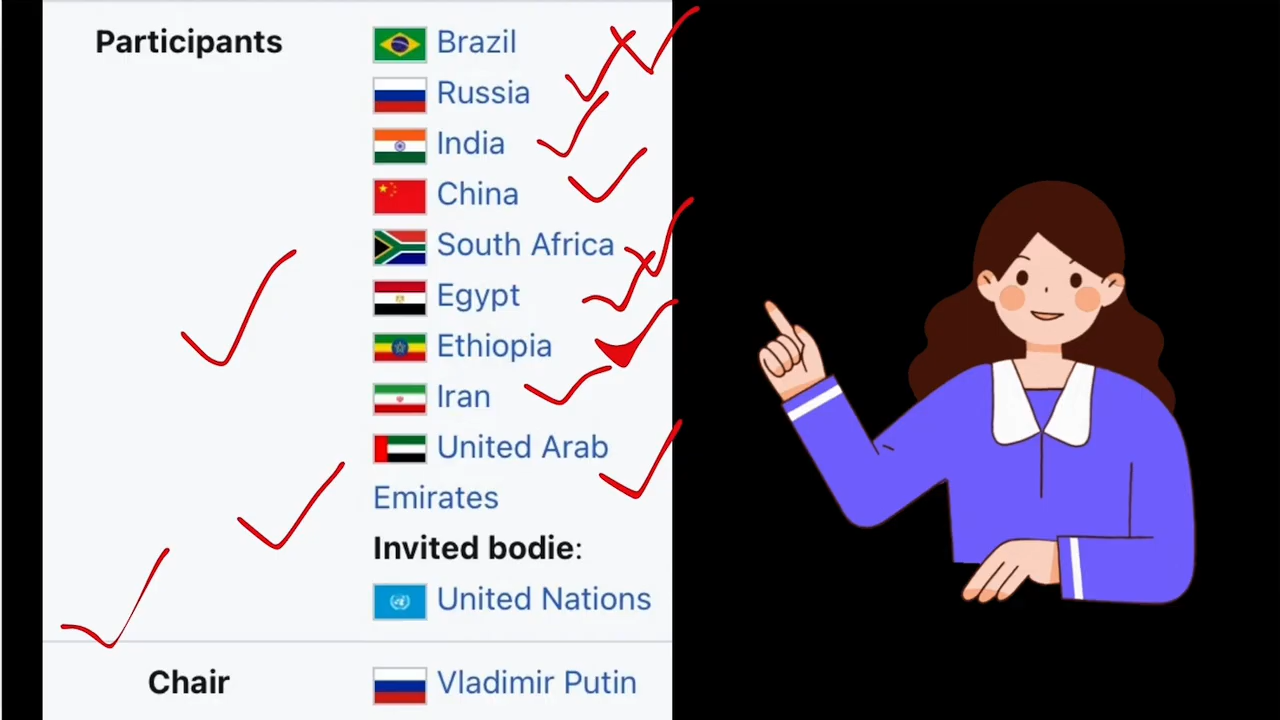 Participants
Brazil
Russia
India
China
South Africa
Egypt
Ethiopia
Iran
United Arab
Emirates
Invited bodie:
United Nations
Chair
Vladimir Putin